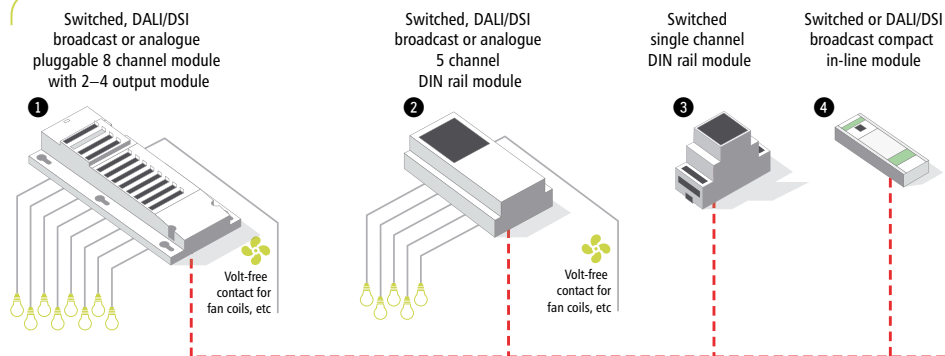 Switched, DALI/DSI
broadcast or analogue
pluggable 8 channel module
with 2–4 output module
Switched, DALI/DSI
broadcast or analogue
5 channel
DIN rail module
Switched
single channel
DIN rail module
Switched or DALI/DSI
broadcast compact
in-line module
1
2
3
4
Volt-free
contact for
fan coils, etc
Volt-free
contact for
fan coils, etc